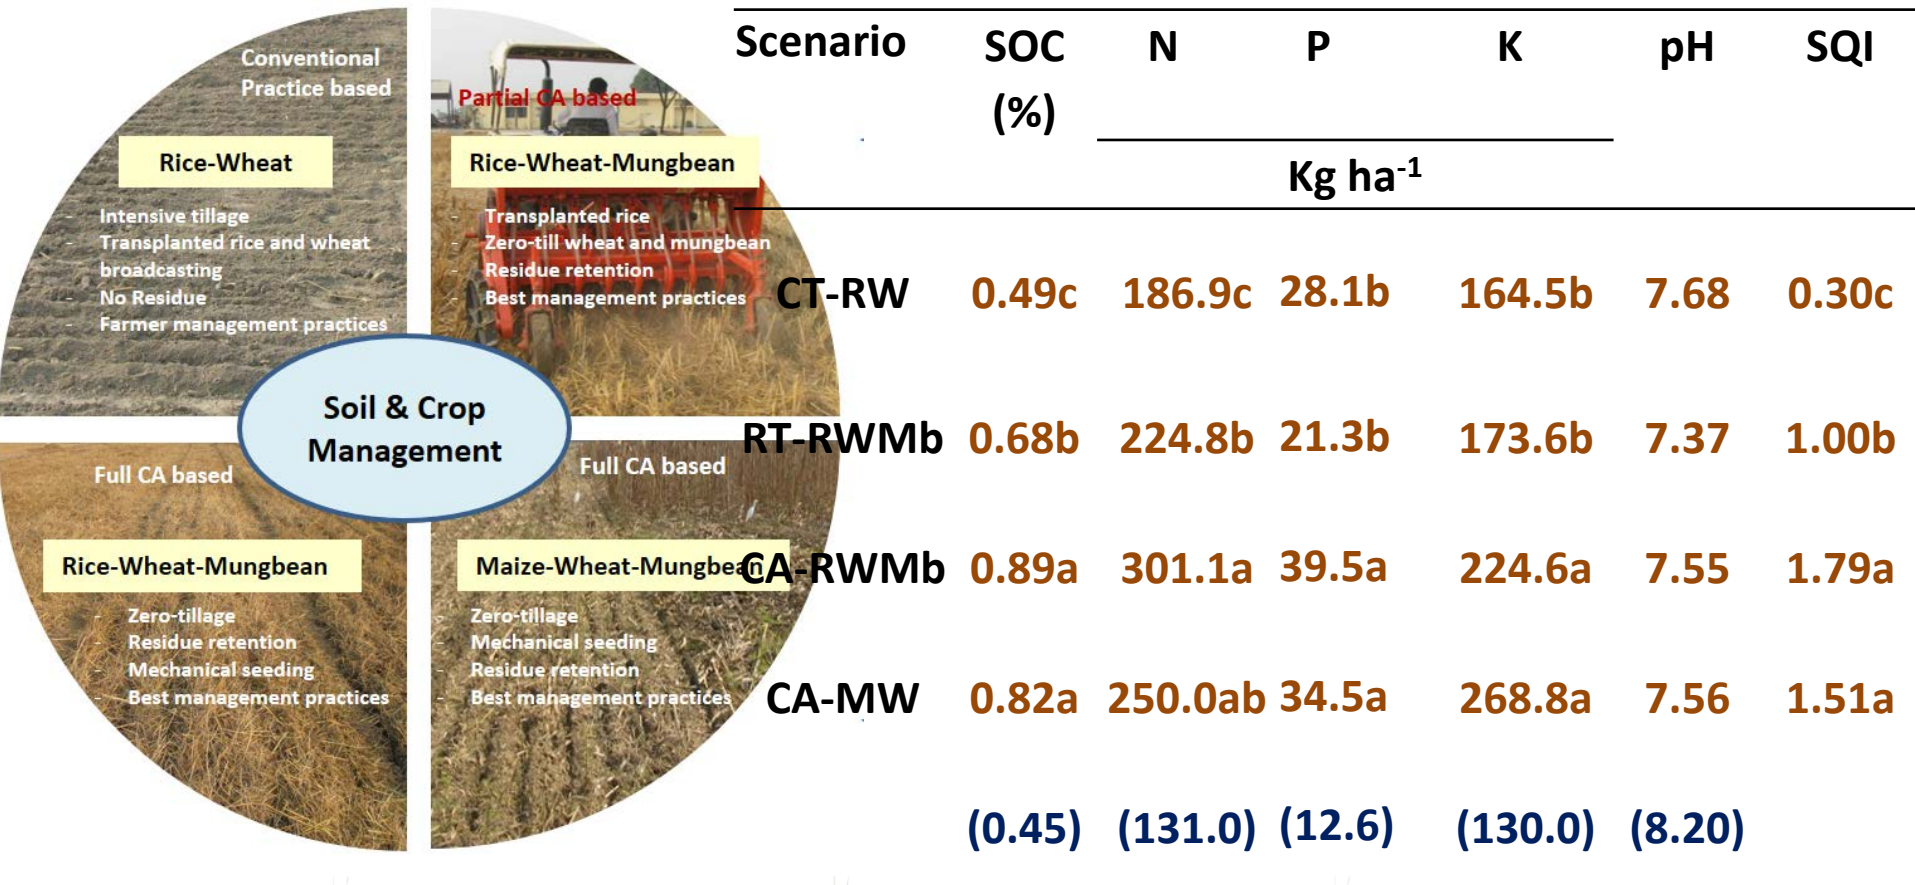 Conventional
Practice based
Rice-Wheat
- Intensive tillage
- Transplanted rice and wheat
broadcasting
- No Residue
- Farmer management practices
Partial CA based
Rice-Wheat-Mungbean
- Transplanted rice
- Zero-till wheat and mungbean
- Residue retention
- Best management practices
Soil & Crop
Management
Full CA based
Rice-Wheat-Mungbean
- Zero-tillage
- Residue retention
- Mechanical seeding
- Best management practices
Full CA based
Maize-Wheat-Mungbean
- Zero-tillage
- Mechanical seeding
- Residue retention
- Best management practices
Scenario SOC N P K pH SQI
(%)
Kg ha-1
CT-RW 0.49c 186.9c 28.1b 164.5b 7.68 0.30c
RT-RWMb 0.68b 224.8b 21.3b 173.6b 7.37 1.00b
CA-RWMb 0.89a 301.1a 39.5a 224.6a 7.55 1.79a
CA-MW 0.82a 250.0ab 34.5a 268.8a 7.56 1.51a
(0.45) (131.0) (12.6) (130.0) (8.20)